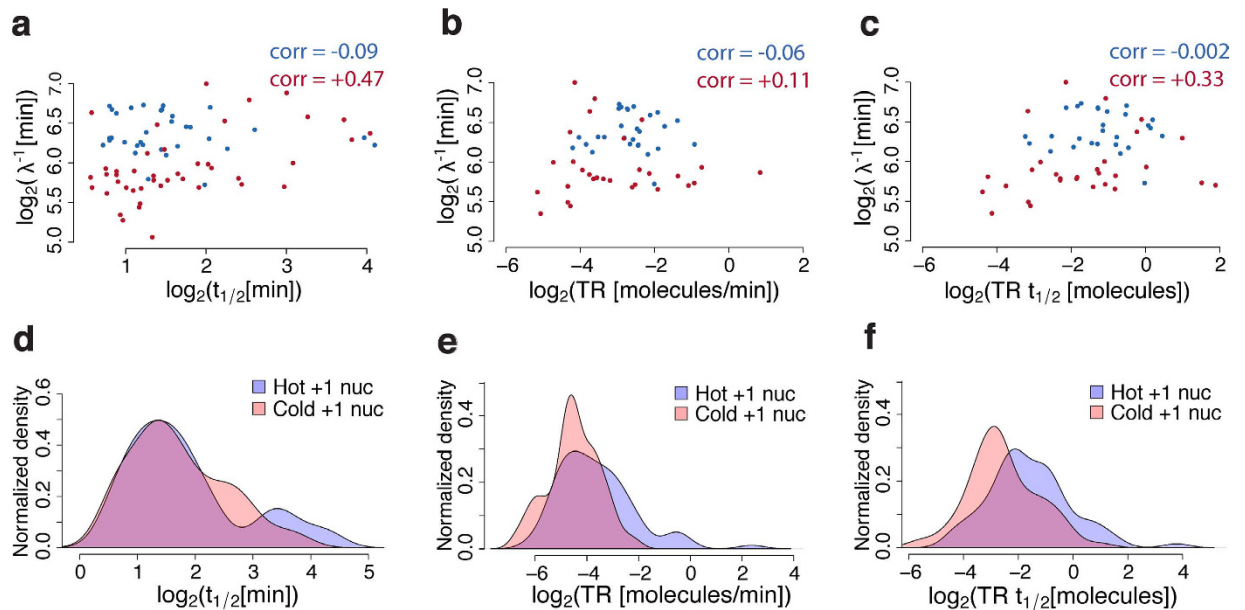 a
corr = -0.09
corr = +0.47
log2(λ-1[min])
7.0
6.5
6.0
5.5
5.0
1 2 3 4
log2(t1/2[min])
b
corr = -0.06
corr = +0.11
log2(λ-1[min])
7.0
6.5
6.0
5.5
5.0
−6 −4 −2 0 2
log2(TR [molecules/min])
c
corr = -0.002
corr = +0.33
log2(λ-1[min])
7.0
6.5
6.0
5.5
5.0
−6 −4 −2 0 2
log2(TR t1/2 [molecules])
d
Hot +1 nuc
Cold +1 nuc
Normalized density
0.6
0.4
0.2
0.0
0 1 2 3 4 5
log2(t1/2[min])
e
Hot +1 nuc
Cold +1 nuc
Normalized density
0.4
0.2
0.0
−6 −4 −2 0 2 4
log2(TR [molecules/min])
f
Hot +1 nuc
Cold +1 nuc
Normalized density
0.4
0.2
0.0
−6 −4 −2 0 2 4
log2(TR t1/2 [molecules])